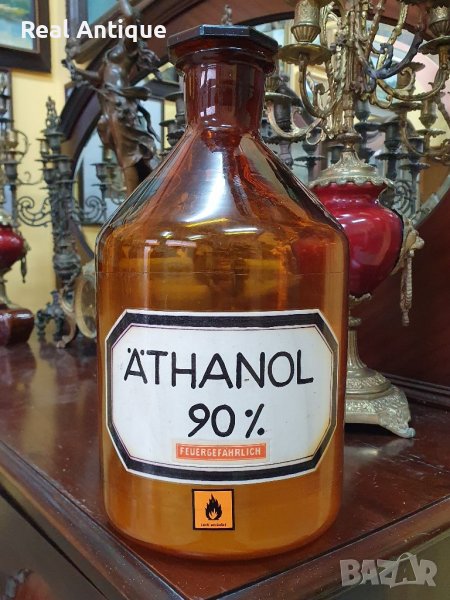 Real Antique
ÄTHANOL
90%
FEUERGEFÄHRLICH
BAZAR